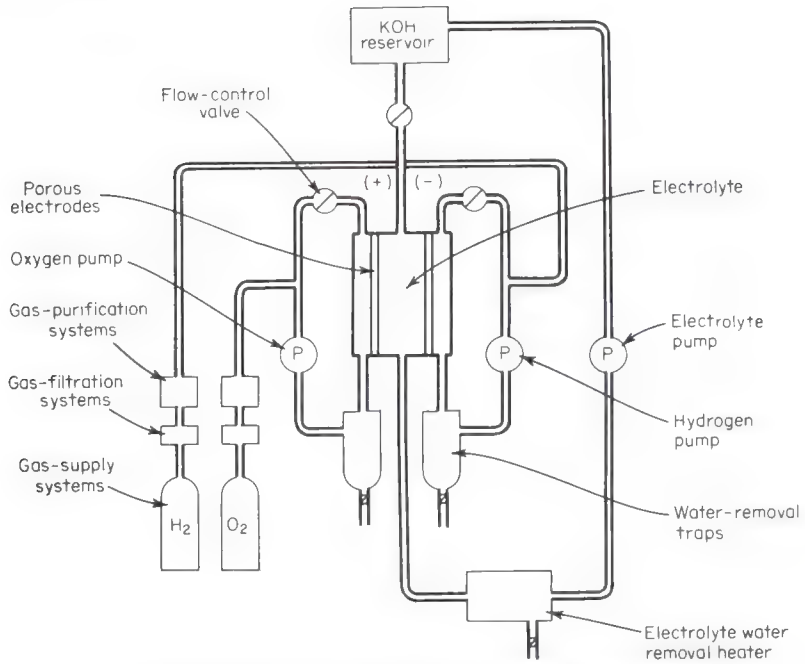 KOH
reservoir
Flow-control
valve
(+)
(-)
Porous
electrodes
Electrolyte
Oxygen pump
Gas-purification
systems
P
P
P
Electrolyte
pump
Gas-filtration
systems
Hydrogen
pump
Gas-supply
systems
H2
O2
Water-removal
traps
Electrolyte water
removal heater